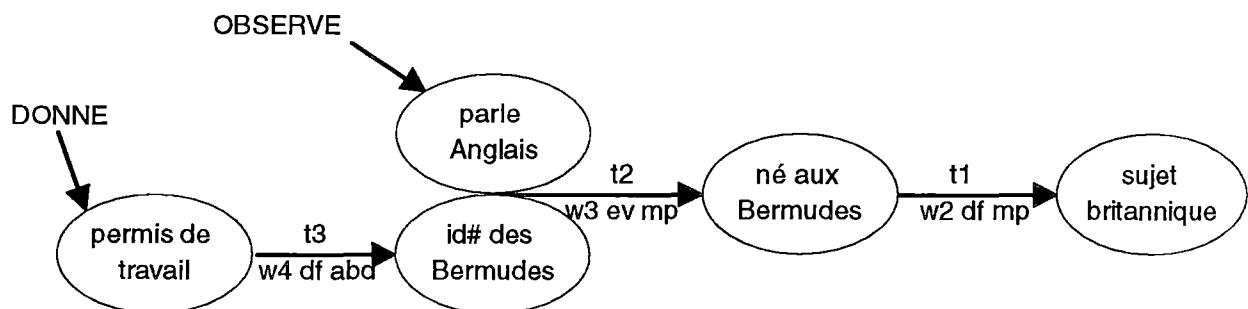 OBSERVE
DONNE
parle
Anglais
permis de
travail
t3
w4 df abd
id# des
Bermudes
t2
w3 ev mp
né aux
Bermudes
t1
w2 df mp
sujet
britannique